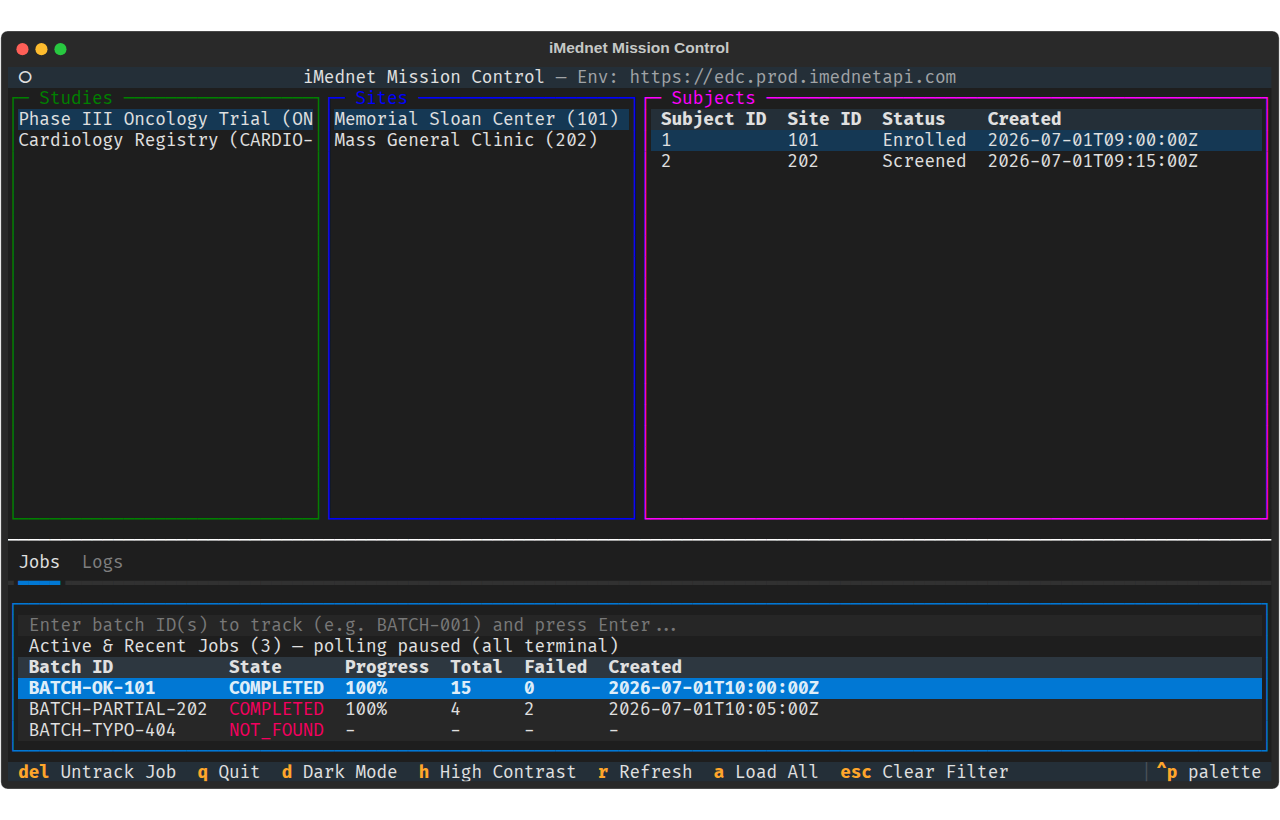 iMednet Mission Control
iMednet Mission Control — Env: https://edc.prod.imednetapi.com
Studies
Phase III Oncology Trial (ON
Cardiology Registry (CARDIO-
Sites
Memorial Sloan Center (101)
Mass General Clinic (202)
Subjects
Subject ID Site ID Status Created
1 101 Enrolled 2026-07-01T09:00:00Z
2 202 Screened 2026-07-01T09:15:00Z
Jobs Logs
Enter batch ID(s) to track (e.g. BATCH-001) and press Enter...
Active & Recent Jobs (3) — polling paused (all terminal)
Batch ID State Progress Total Failed Created
BATCH-OK-101 COMPLETED 100% 15 0 2026-07-01T10:00:00Z
BATCH-PARTIAL-202 COMPLETED 100% 4 2 2026-07-01T10:05:00Z
BATCH-TYPO-404 NOT_FOUND - - - -
del Untrack Job q Quit d Dark Mode h High Contrast r Refresh a Load All esc Clear Filter ^p palette